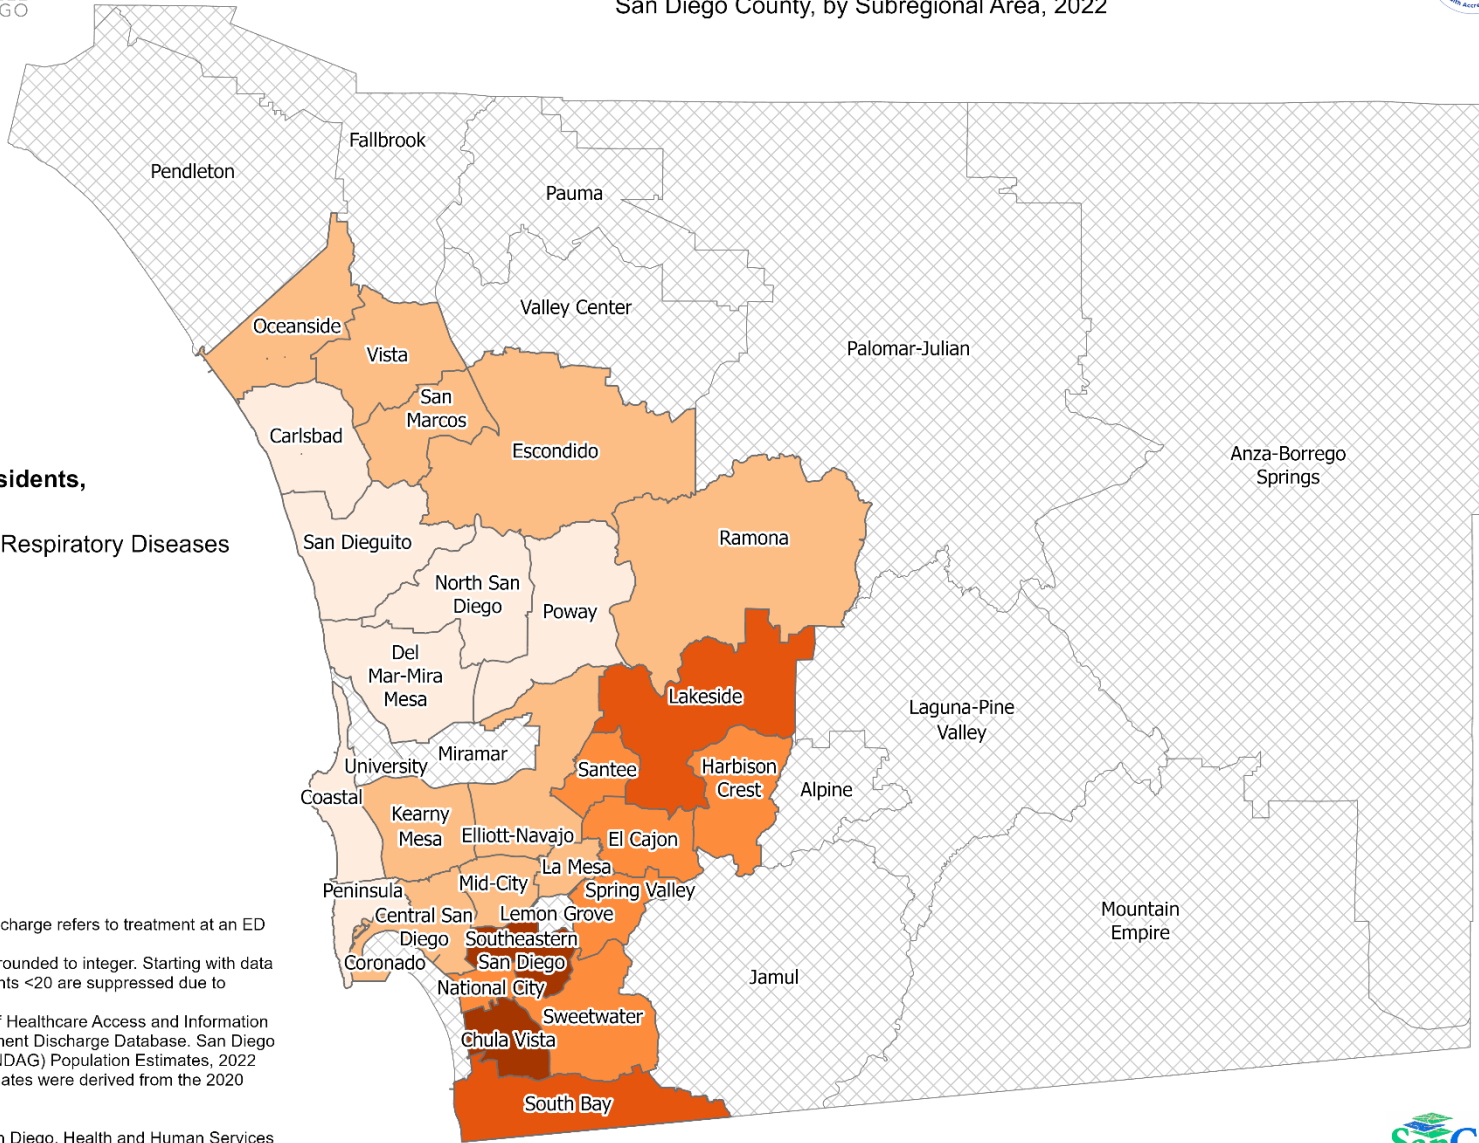 GO
San Diego County, by Subregional Area, 2022
Fallbrook
Pendleton
Pauma
Valley Center
Oceanside
Vista
Palomar-Julian
San
Marcos
Carlsbad
Escondido
Anza-Borrego
Springs
sidents,
Respiratory Diseases
San Dieguito
Ramona
North San
Diego
Poway
Del
Mar-Mira
Mesa
Lakeside
Laguna-Pine
Valley
Miramar
University
Santee
Harbison
Crest
Alpine
Coastal
Kearny
Mesa
Elliott-Navajo
El Cajon
La Mesa
Peninsula
Mid-City
Spring Valley
Central San
Diego
Lemon Grove
Mountain
Empire
charge refers to treatment at an ED
Southeastern
San Diego
Coronado
rounded to integer. Starting with data
nts <20 are suppressed due to
Jamul
National City
Sweetwater
f Healthcare Access and Information
nent Discharge Database. San Diego
NDAG) Population Estimates, 2022
ates were derived from the 2020
Chula Vista
South Bay
n Diego, Health and Human Services